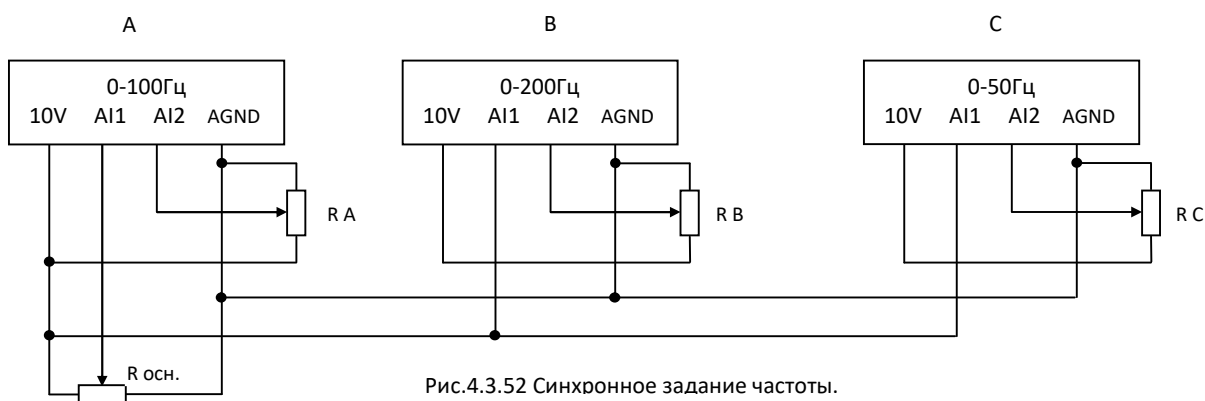 А В С
0-100Гц 0-200Гц 0-50Гц
10V AI1 AI2 AGND 10V AI1 AI2 AGND 10V AI1 AI2 AGND
R A R B R C
R осн.
Рис.4.3.52 Синхронное задание частоты.